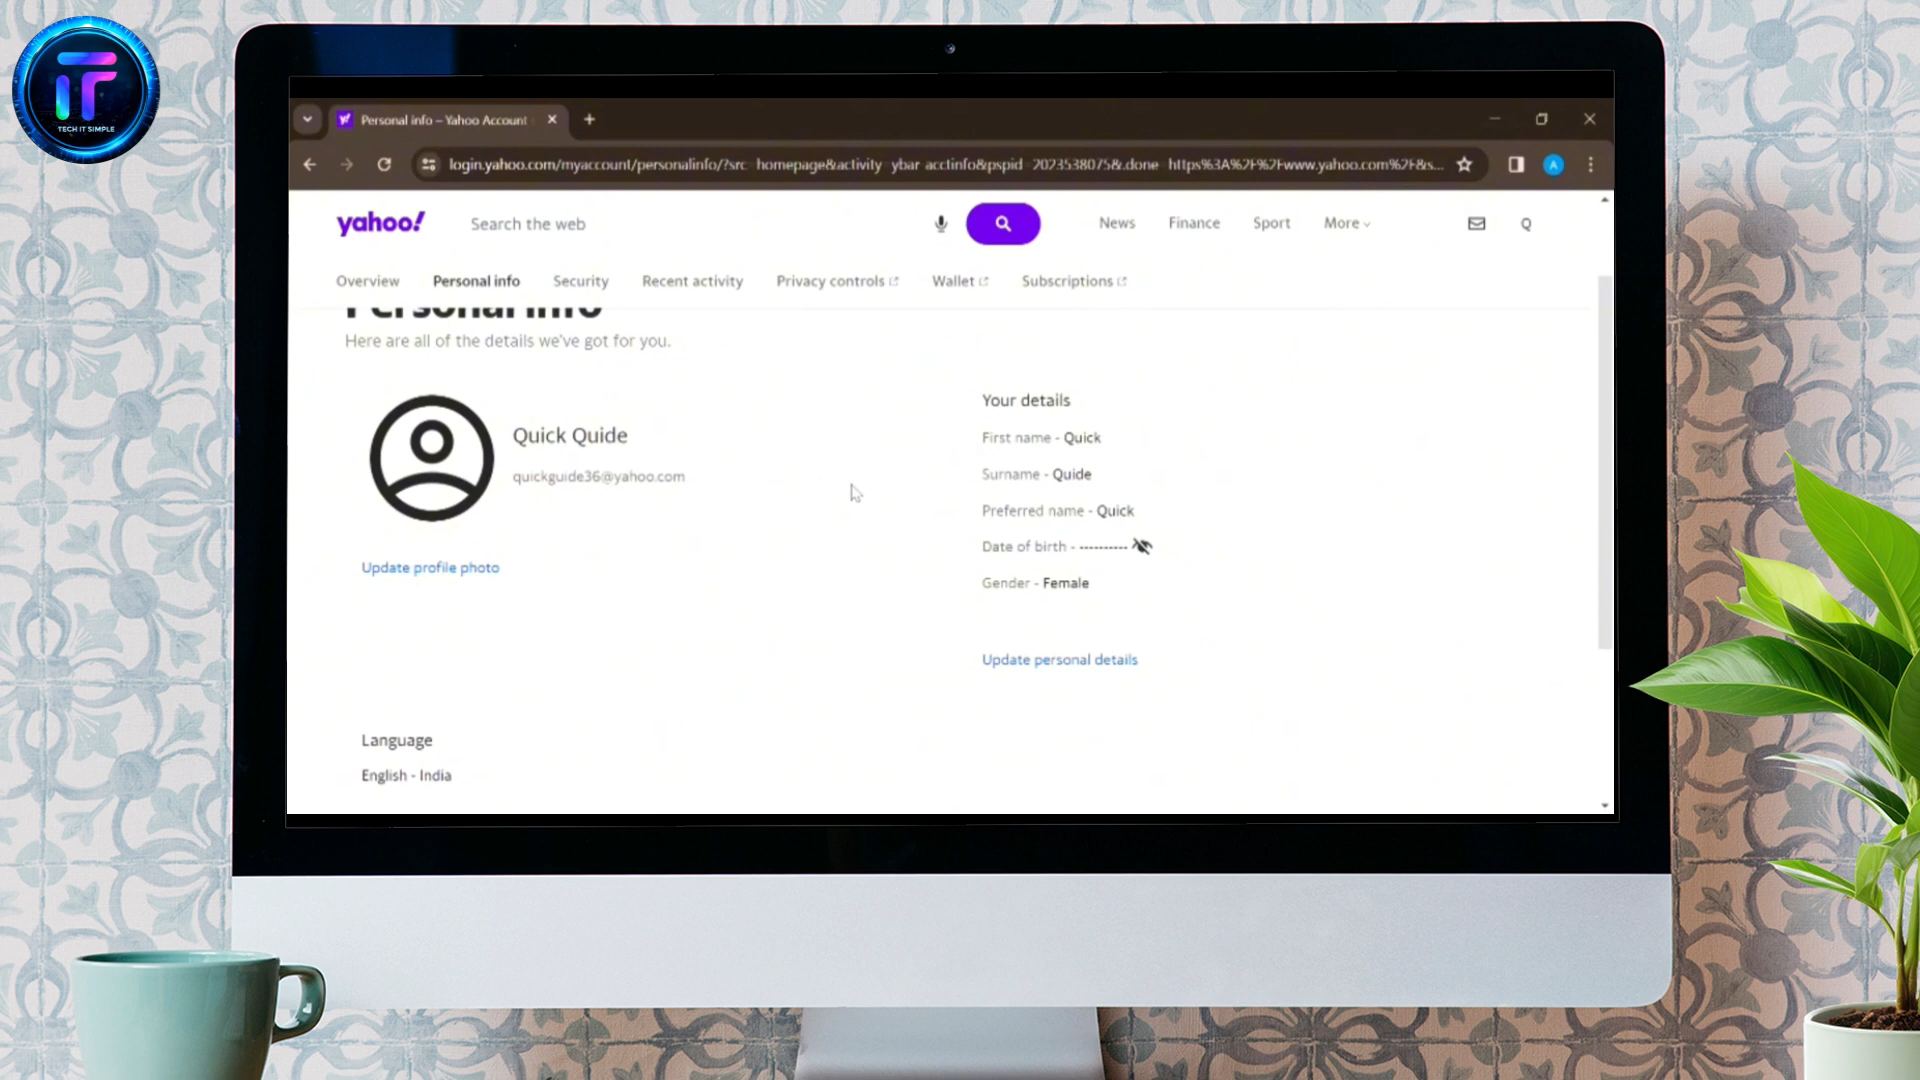 TECH IT SIMPLE
Personal info – Yahoo Account
login.yahoo.com/myaccount/personalinfo/?src homepage&activity ybar acctinfo&pspid 2023538075&.done https%3A%2F%2Fwww.yahoo.com%2F&s...
A
yahoo!
Search the web
News
Finance
Sport
More
Q
Overview
Personal info
Security
Recent activity
Privacy controls
Wallet
Subscriptions
Personal info
Here are all of the details we've got for you.
Quick Quide
quickguide36@yahoo.com
Update profile photo
Your details
First name - Quick
Surname - Quide
Preferred name - Quick
Date of birth - ----------
Gender - Female
Update personal details
Language
English - India